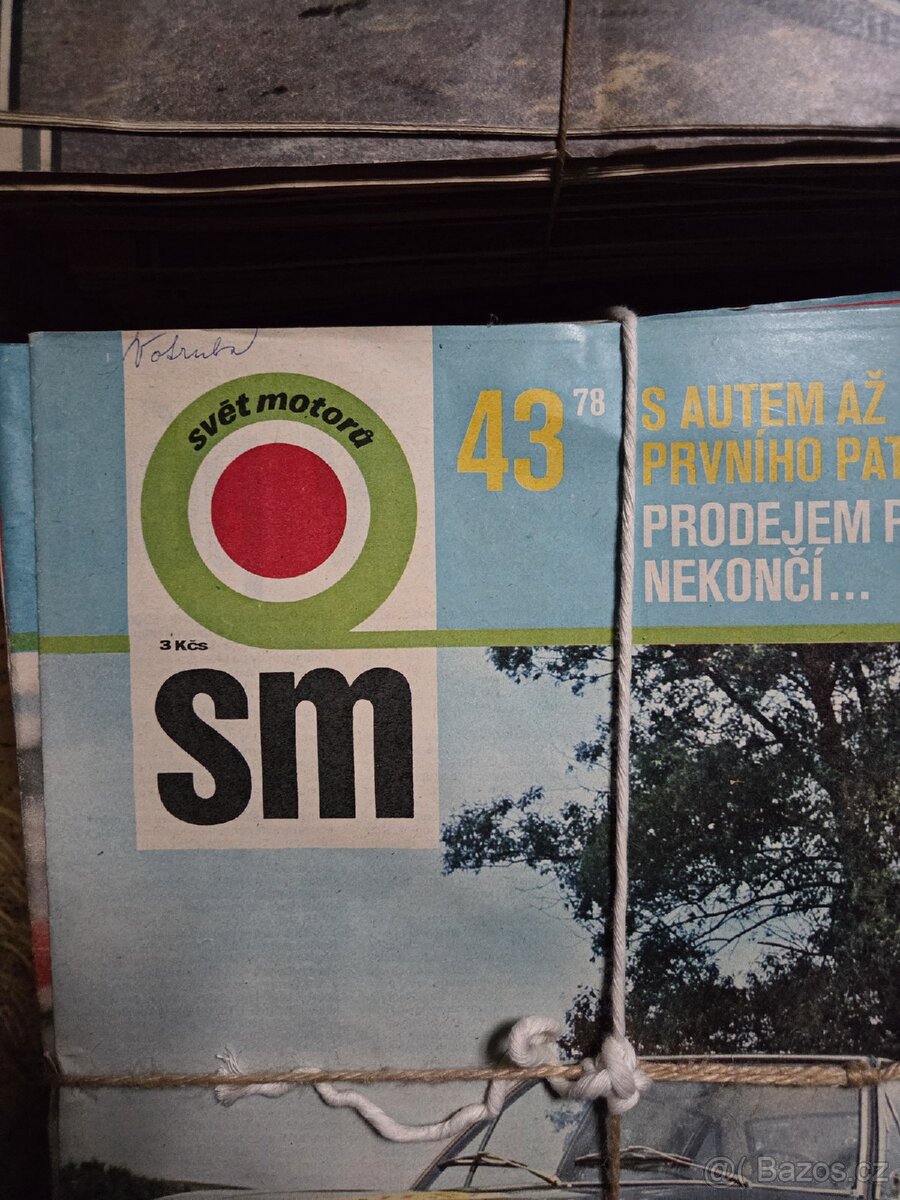 Votruba
svět motorů
43 78
S AUTEM AŽ
PRVNÍHO PAT
PRODEJEM P
NEKONČÍ...
3 Kčs
sm
@( Bazos.cz